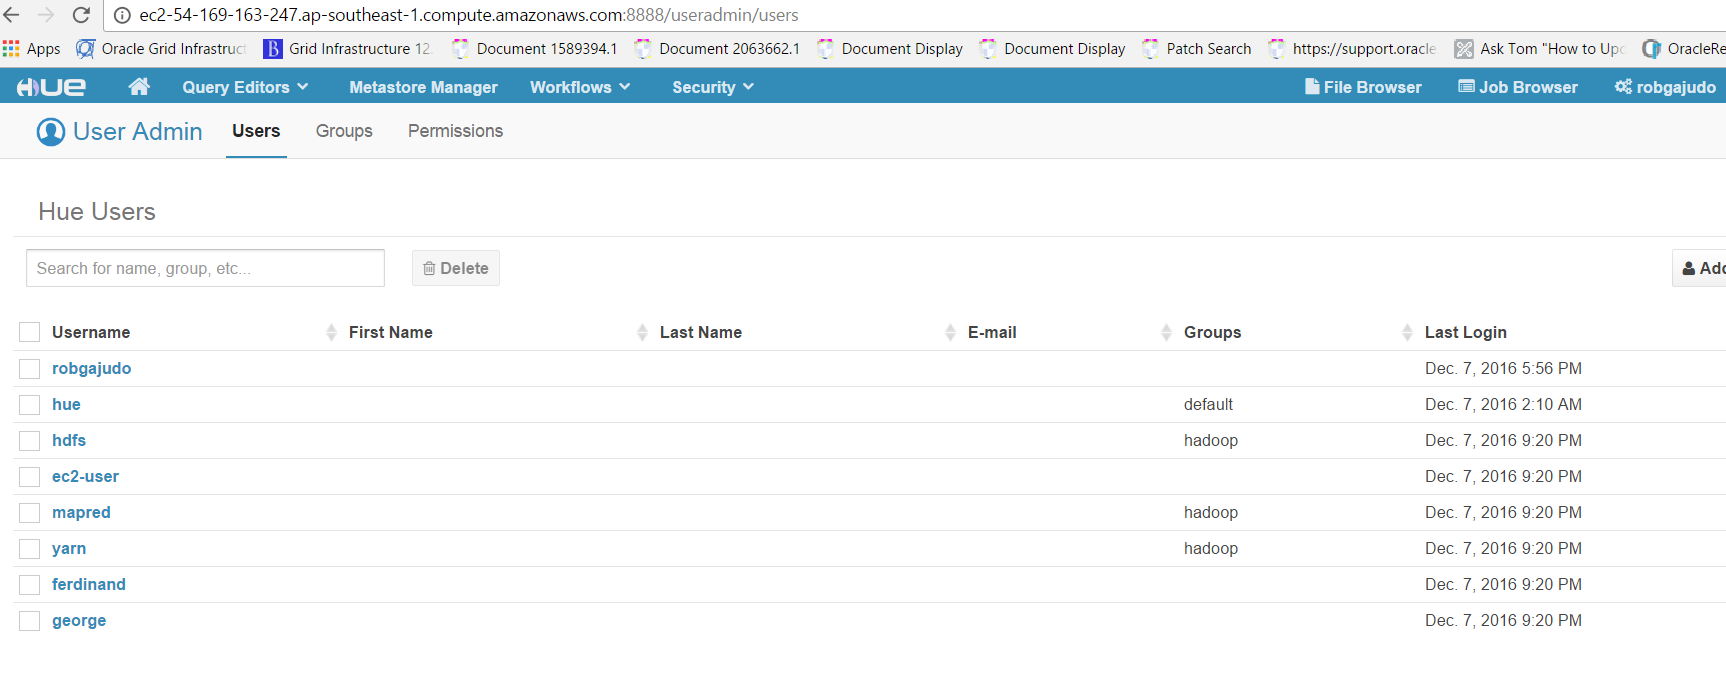 ec2-54-169-163-247.ap-southeast-1.compute.amazonaws.com:8888/useradmin/users
Apps Oracle Grid Infrastruct Grid Infrastructure 12 Document 1589394.1 Document 2063662.1 Document Display Document Display Patch Search https://support.oracle Ask Tom "How to Upd OracleRe
HUE Query Editors Metastore Manager Workflows Security File Browser Job Browser robgajudo
User Admin Users Groups Permissions
Hue Users
Search for name, group, etc... Delete Add
Username First Name Last Name E-mail Groups Last Login
robgajudo Dec. 7, 2016 5:56 PM
hue default Dec. 7, 2016 2:10 AM
hdfs hadoop Dec. 7, 2016 9:20 PM
ec2-user Dec. 7, 2016 9:20 PM
mapred hadoop Dec. 7, 2016 9:20 PM
yarn hadoop Dec. 7, 2016 9:20 PM
ferdinand Dec. 7, 2016 9:20 PM
george Dec. 7, 2016 9:20 PM